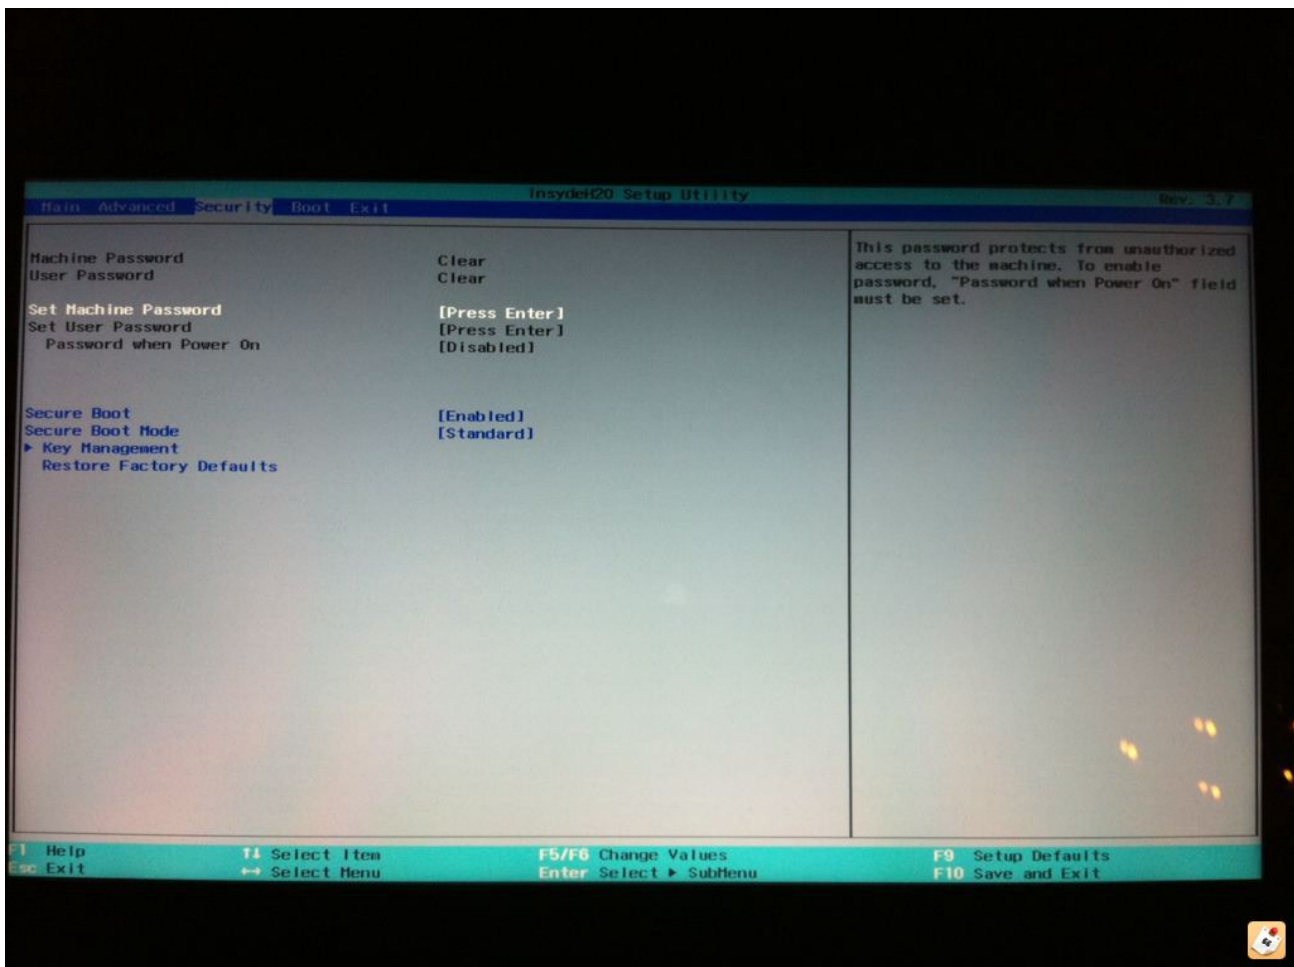 InsydeH20 Setup Utility Rev. 3.7
Main Advanced Security Boot Exit
Machine Password Clear
User Password Clear
Set Machine Password [Press Enter]
Set User Password [Press Enter]
Password when Power On [Disabled]
Secure Boot [Enabled]
Secure Boot Mode [Standard]
▶ Key Management
Restore Factory Defaults
This password protects from unauthorized
access to the machine. To enable
password, "Password when Power On" field
must be set.
F1 Help ↑↓ Select Item F5/F6 Change Values F9 Setup Defaults
Esc Exit ↔ Select Menu Enter Select ▶ SubMenu F10 Save and Exit